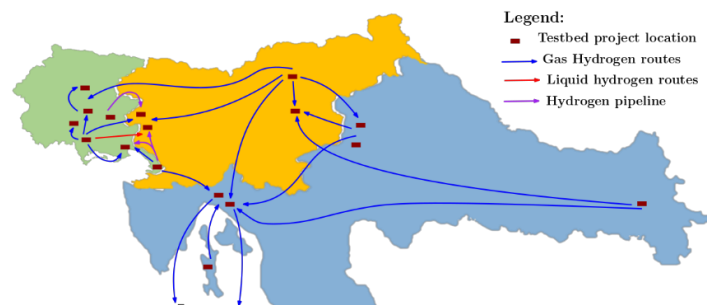 Legend:
Testbed project location
Gas Hydrogen routes
Liquid hydrogen routes
Hydrogen pipeline